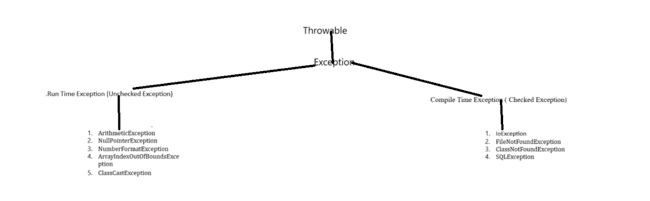 Throwable
Exception
.Run Time Exception (Unchecked Exception)
Compile Time Exception ( Checked Exception)
1. ArithmeticException
2. NullPointerException
3. NumberFormatException
4. ArrayIndexOutOfBoundsExce
ption
5. ClassCastException
1. IoException
2. FileNotFoundException
3. ClassNotFoundException
4. SQLException